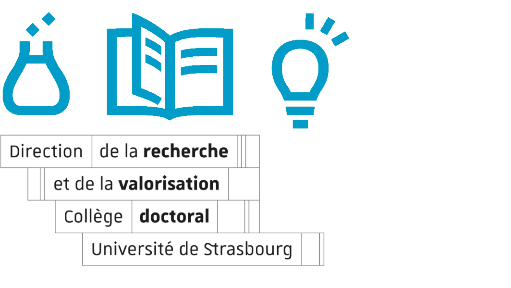 Direction de la recherche
et de la valorisation
Collège doctoral
Université de Strasbourg